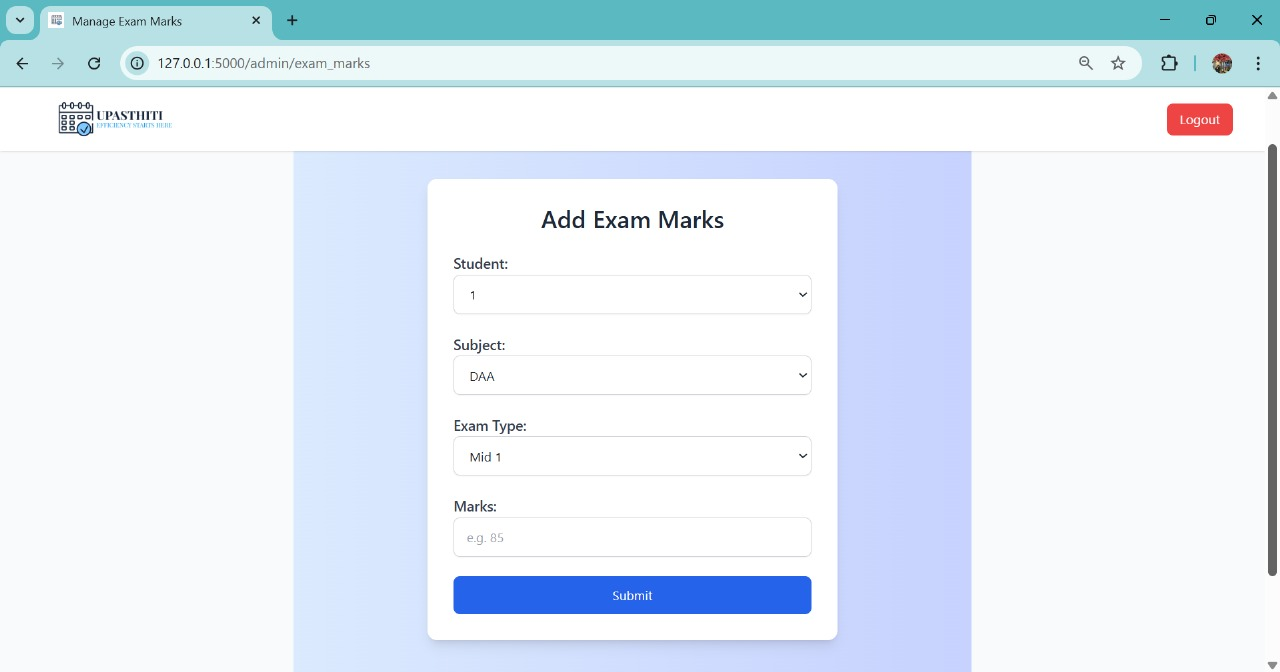 Manage Exam Marks
127.0.0.1:5000/admin/exam_marks
UPASTHITI
EFFICIENCY STARTS HERE
Logout
Add Exam Marks
Student:
1
Subject:
DAA
Exam Type:
Mid 1
Marks:
e.g. 85
Submit